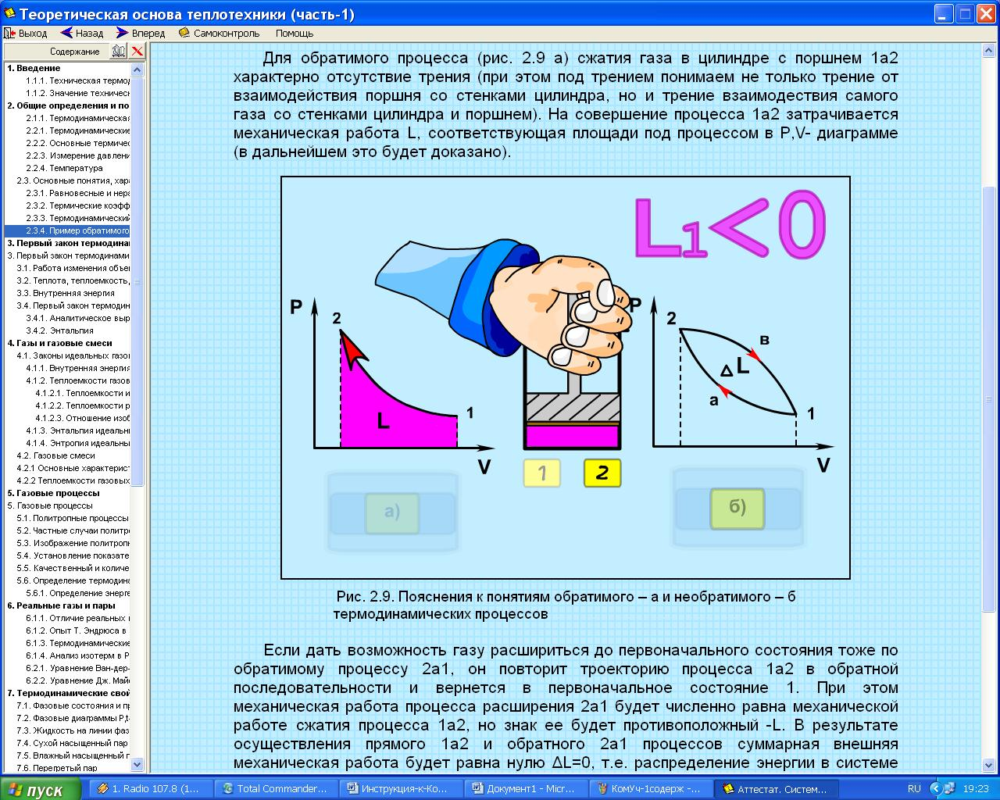 Теоретическая основа теплотехники (часть-1)
Выход Назад Вперед Самоконтроль Помощь
Содержание
1. Введение
1.1.1. Техническая термод
1.1.2. Значение техничесн
2. Общие определения и по
2.1.1. Термодинамическая
2.2.1. Термодинамические
2.2.2. Основные термичес
2.2.3. Измерение давлени
2.2.4. Температура
2.3. Основные понятия, хара
2.3.1. Равновесные и нера
2.3.2. Термические коэфф
2.3.3. Термодинамический
2.3.4. Пример обратимого
3. Первый закон термодина
3. Первый закон термодинами
3.1. Работа изменения объе
3.2. Теплота, теплоемкость,
3.3. Внутренняя энергия
3.4. Первый закон термодин
3.4.1. Аналитическое выр
3.4.2. Энтальпия
4. Газы и газовые смеси
4.1. Законы идеальных газо
4.1.1. Внутренняя энергия
4.1.2. Теплоемкости газов
4.1.2.1. Теплоемкости и
4.1.2.2. Теплоемкости р
4.1.2.3. Отношение изоб
4.1.3. Энтальпия идеальн
4.1.4. Энтропия идеальны
4.2. Газовые смеси
4.2.1 Основные характерис
4.2.2 Теплоемкости газовых
5. Газовые процессы
5. Газовые процессы
5.1. Политропные процессы
5.2. Частные случаи политро
5.3. Изображение политропн
5.4. Установление показате
5.5. Качественный и количе
5.6. Определение термодина
5.6.1. Определение энерге
6. Реальные газы и пары
6.1.1. Отличие реальных г
6.1.2. Опыт Т. Эндрюса в
6.1.3. Термодинамические
6.1.4. Анализ изотерм в Р
6.2.1. Уравнение Ван-дер-
6.2.2. Уравнение Дж. Майе
7. Термодинамические свой
7.1. Фазовые состояния и п
7.2. Фазовые диаграммы P,t-
7.3. Жидкость на линии фаз
7.4. Сухой насыщенный пар
7.5. Влажный насыщенный п
7.6. Перегретый пар
Для обратимого процесса (рис. 2.9 а) сжатия газа в цилиндре с поршнем 1а2
характерно отсутствие трения (при этом под трением понимаем не только трение от
взаимодействия поршня со стенками цилиндра, но и трение взаимодествия самого
газа со стенками цилиндра и поршнем). На совершение процесса 1а2 затрачивается
механическая работа L, соответствующая площади под процессом в P,V- диаграмме
(в дальнейшем это будет доказано).
L1<0
P
2
L
1
V
а)
1 2
P
2
в
ΔL
а
1
V
б)
Рис. 2.9. Пояснения к понятиям обратимого – а и необратимого – б
термодинамических процессов
Если дать возможность газу расшириться до первоначального состояния тоже по
обратимому процессу 2а1, он повторит траекторию процесса 1а2 в обратной
последовательности и вернется в первоначальное состояние 1. При этом
механическая работа процесса расширения 2а1 будет численно равна механической
работе сжатия процесса 1а2, но знак ее будет противоположный -L. В результате
осуществления прямого 1а2 и обратного 2а1 процессов суммарная внешняя
механическая работа будет равна нулю ΔL=0, т.е. распределение энергии в системе
пуск 1. Radio 107.8 (1... Total Commander... Инструкция-к-Ко... Документ1 - Micr... КомУч-1содерж -... Аттестат. Систем... RU 19:23